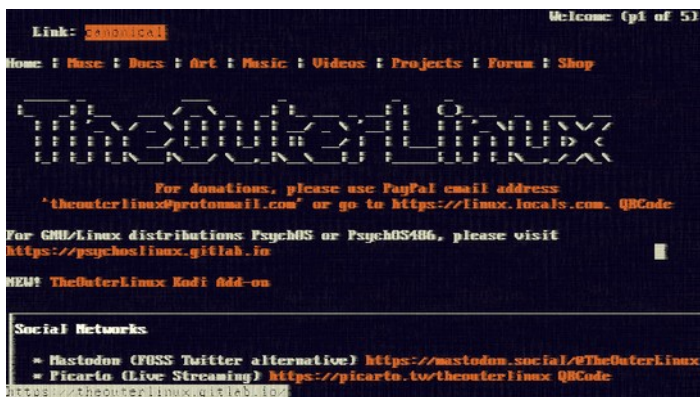 Welcome (p1 of 5)
Link: canonical
Home ¦ Muse ¦ Docs ¦ Art ¦ Music ¦ Videos ¦ Projects ¦ Forum ¦ Shop
TheOuterLinux
For donations, please use PayPal email address
'theouterlinux@protonmail.com' or go to https://linux.locals.com. QRCode
For GNU/Linux distributions PsychOS or PsychOS486, please visit
https://psychoslinux.gitlab.io
NEW! TheOuterLinux Kodi Add-on
Social Networks
* Mastodon (FOSS Twitter alternative) https://mastodon.social/@TheOuterLinux
* Picarto (Live Streaming) https://picarto.tv/theouterlinux QRCode
https://theouterlinux.gitlab.io/